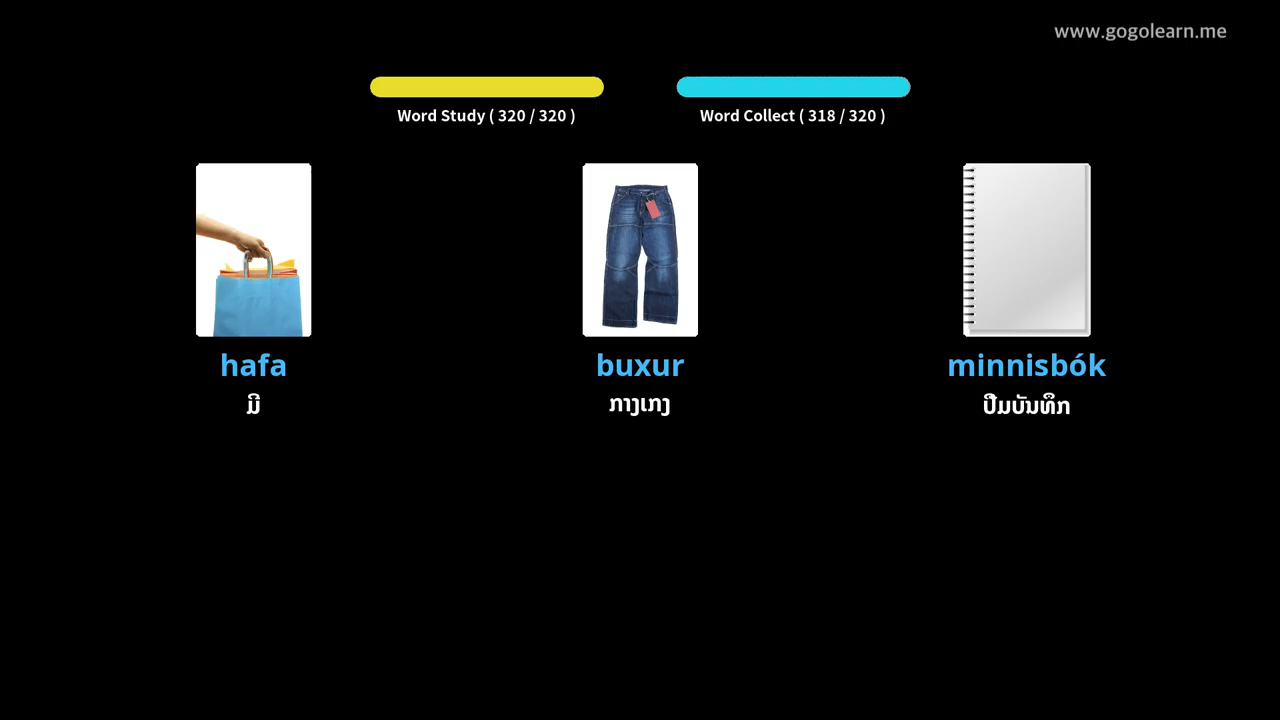 www.gogolearn.me
Word Study ( 320 / 320 )
Word Collect ( 318 / 320 )
hafa
buxur
minnisbók
ມີ
ກາງເກງ
ປຶ້ມບັນທຶກ